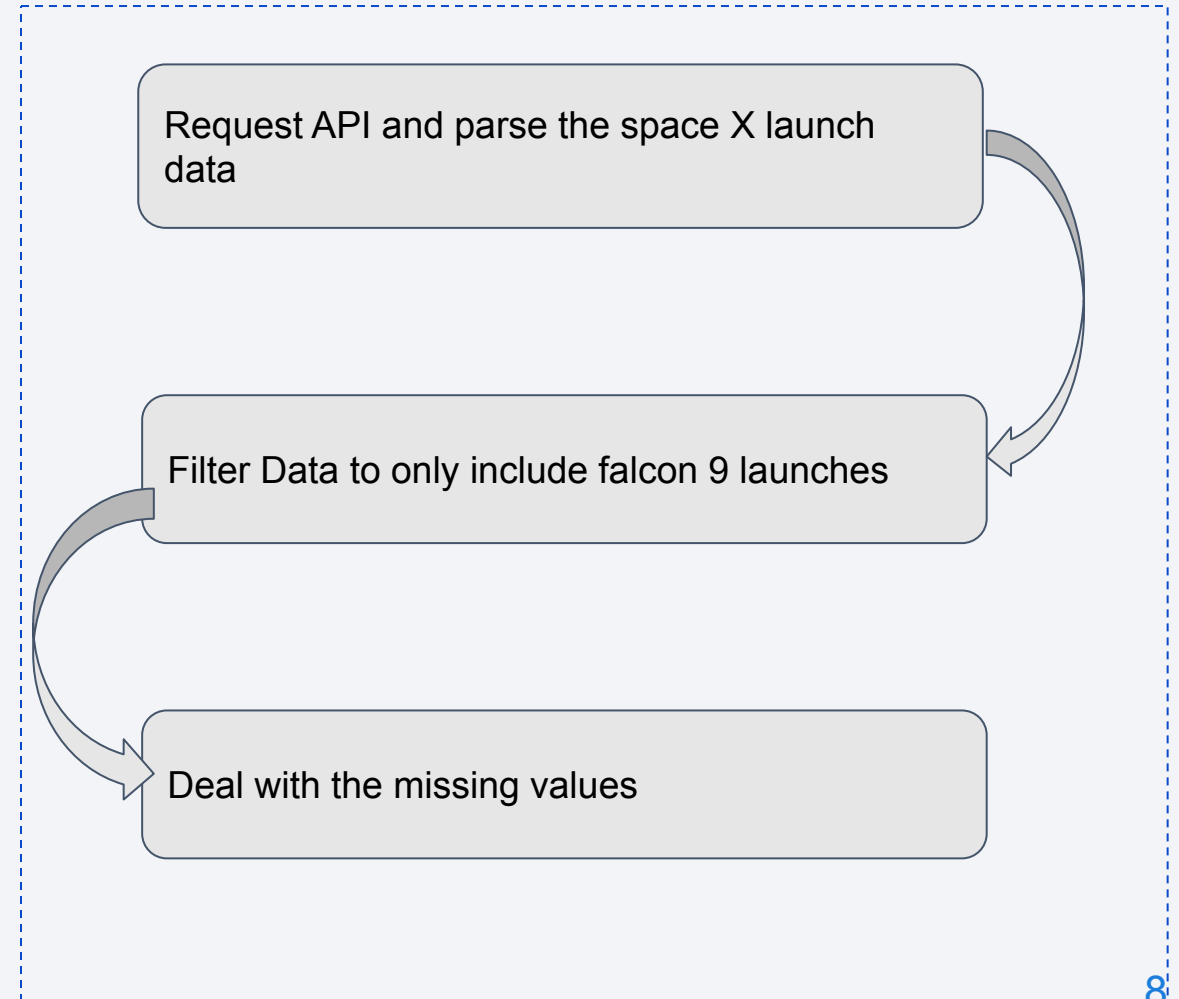 Request API and parse the space X launch
data
Filter Data to only include falcon 9 launches
Deal with the missing values
8